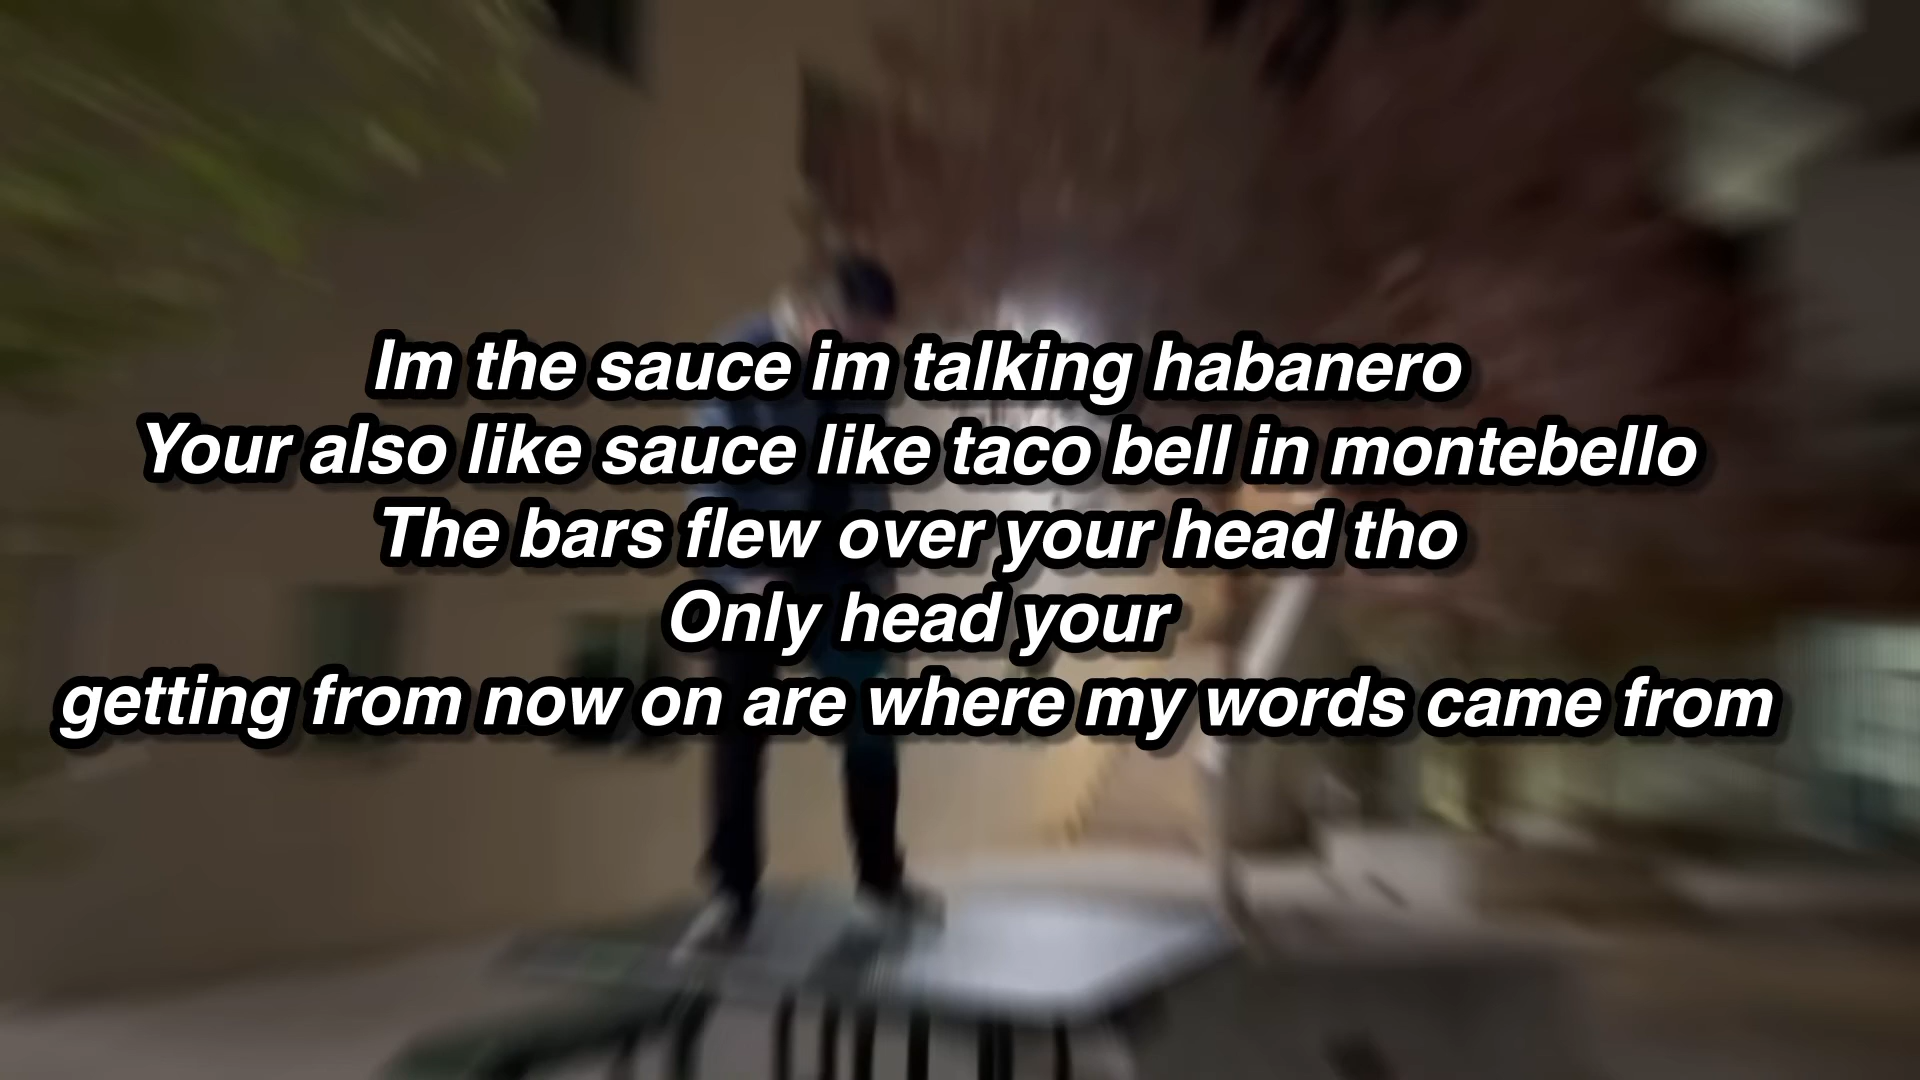 Im the sauce im talking habanero
Your also like sauce like taco bell in montebello
The bars flew over your head tho
Only head your
getting from now on are where my words came from